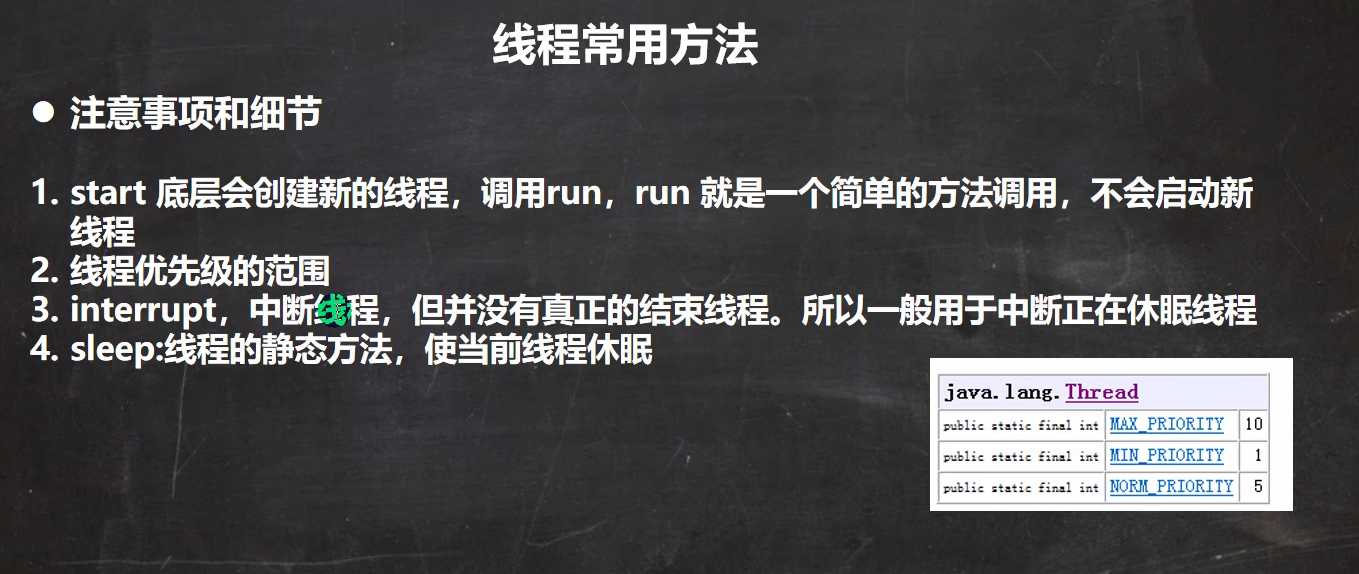 线程常用方法
● 注意事项和细节
1. start 底层会创建新的线程，调用run，run 就是一个简单的方法调用，不会启动新
线程
2. 线程优先级的范围
3. interrupt，中断线程，但并没有真正的结束线程。所以一般用于中断正在休眠线程
4. sleep:线程的静态方法，使当前线程休眠
java.lang.Thread
public static final int MAX_PRIORITY 10
public static final int MIN_PRIORITY 1
public static final int NORM_PRIORITY 5